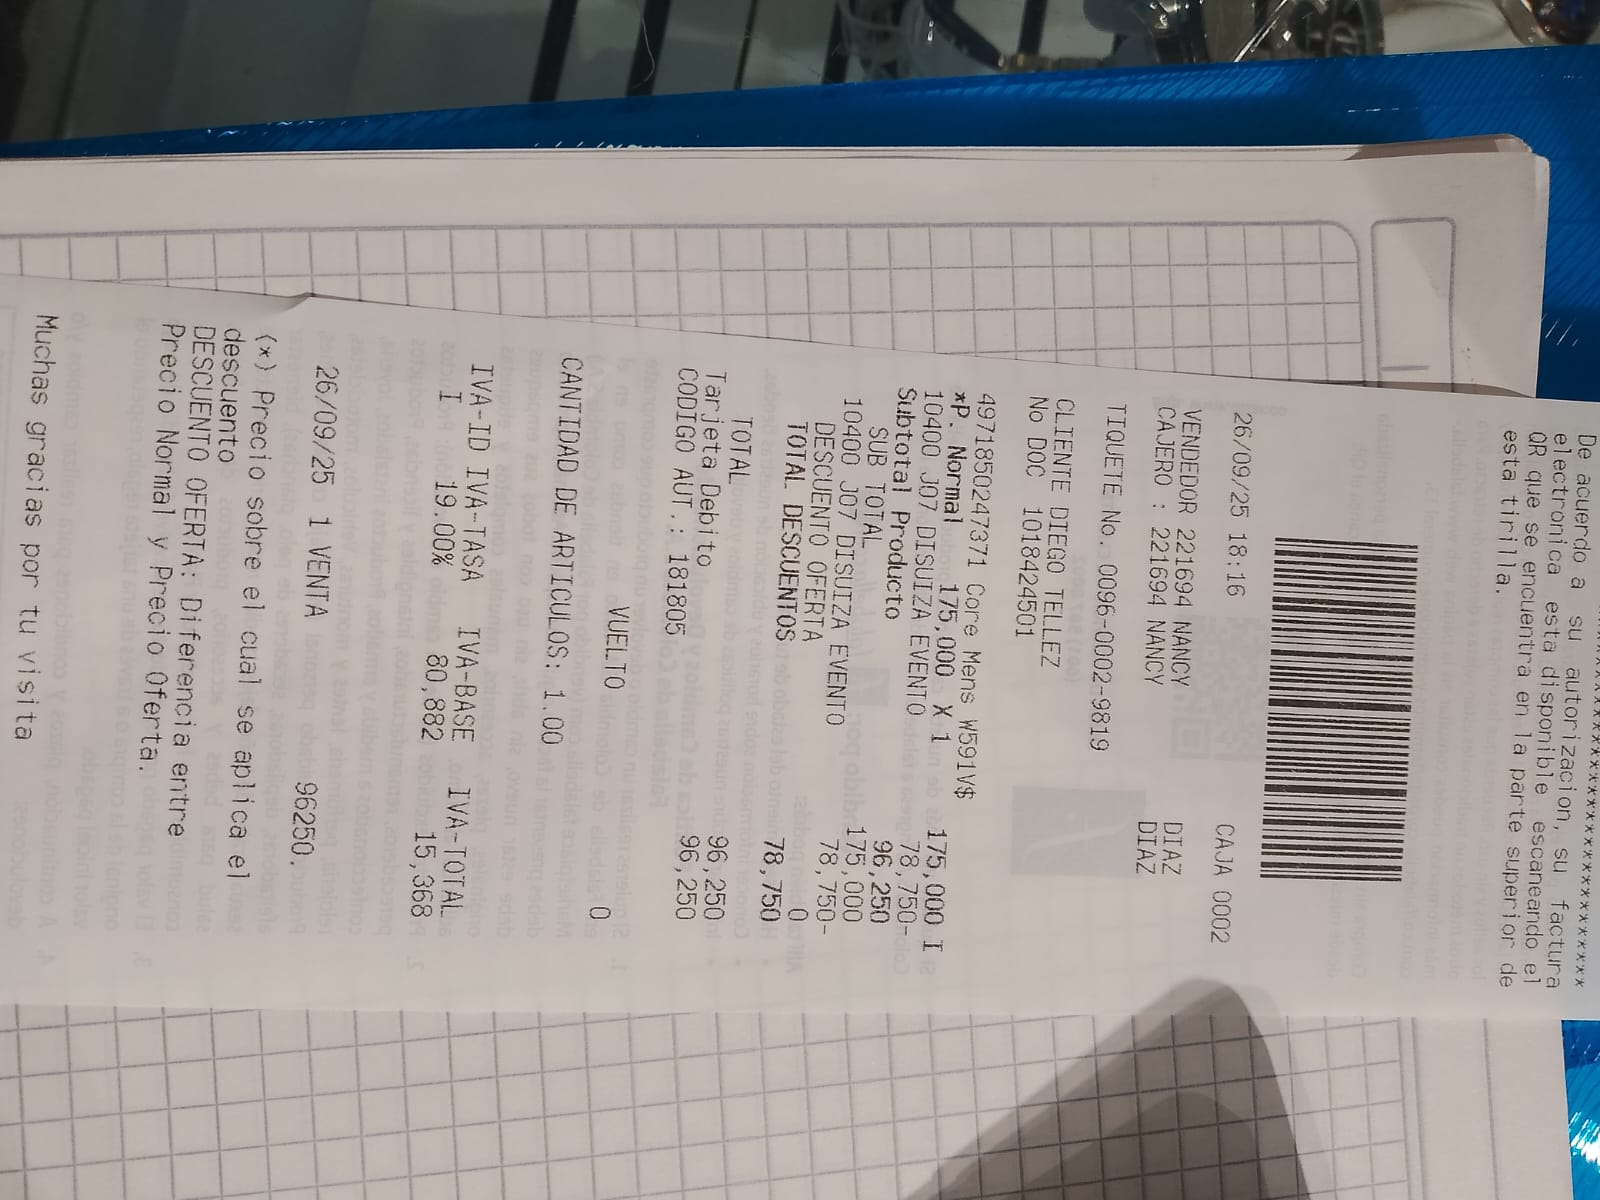 De acuerdo a su autorizacion, su factura
electronica esta disponible escaneando el
QR que se encuentra en la parte superior de
esta tirilla.
26/09/25 18:16 CAJA 0002
VENDEDOR 221694 NANCY DIAZ
CAJERO : 221694 NANCY DIAZ
TIQUETE No. 0096-0002-9819
CLIENTE DIEGO TELLEZ
No DOC 1018424501
4971850247371 Core Mens W591V$
*P. Normal 175,000 X 1 175,000 I
10400 J07 DISUIZA EVENTO 78,750-
Subtotal Producto 96,250
SUB TOTAL 175,000
10400 J07 DISUIZA EVENTO 78,750-
DESCUENTO OFERTA 0
TOTAL DESCUENTOS 78,750
TOTAL 96,250
Tarjeta Debito 96,250
CODIGO AUT.: 181805
VUELTO 0
CANTIDAD DE ARTICULOS: 1.00
IVA-ID IVA-TASA IVA-BASE IVA-TOTAL
I 19.00% 80,882 15,368
26/09/25 1 VENTA 96250.
(*) Precio sobre el cual se aplica el
descuento
DESCUENTO OFERTA: Diferencia entre
Precio Normal y Precio Oferta.
Muchas gracias por tu visita